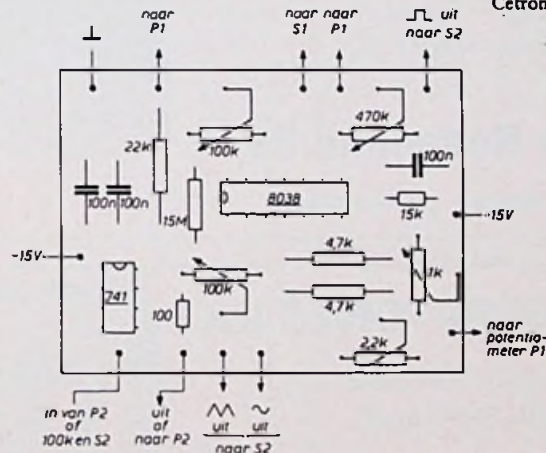 Cetron
naar
P1
naar naar
S1 P1
uit
naar S2
22k
100k
470k
100n
100n
100n
15M
8038
15k
-15V
-15V
4,7k
1k
741
100k
4,7k
100
2,2k
naar
potentio-
meter P1
in van P2
of
100k en S2
uit
of
naar P2
uit uit
naar S2